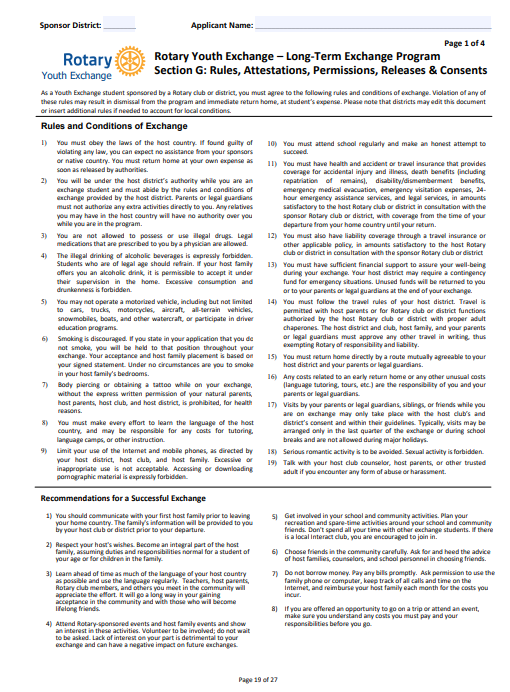 Sponsor District:
Applicant Name:
Page 1 of 4
Rotary
Youth Exchange
Rotary Youth Exchange – Long-Term Exchange Program
Section G: Rules, Attestations, Permissions, Releases & Consents
As a Youth Exchange student sponsored by a Rotary club or district, you must agree to the following rules and conditions of exchange. Violation of any of
these rules may result in dismissal from the program and immediate return home, at student's expense. Please note that districts may edit this document
or insert additional rules if needed to account for local conditions.
Rules and Conditions of Exchange
1) You must obey the laws of the host country. If found guilty of
violating any law, you can expect no assistance from your sponsors
or native country. You must return home at your own expense as
soon as released by authorities.
2) You will be under the host district's authority while you are an
exchange student and must abide by the rules and conditions of
exchange provided by the host district. Parents or legal guardians
must not authorize any extra activities directly to you. Any relatives
you may have in the host country will have no authority over you
while you are in the program.
3) You are not allowed to possess or use illegal drugs. Legal
medications that are prescribed to you by a physician are allowed.
4) The illegal drinking of alcoholic beverages is expressly forbidden.
Students who are of legal age should refrain. If your host family
offers you an alcoholic drink, it is permissible to accept it under
their supervision in the home. Excessive consumption and
drunkenness is forbidden.
5) You may not operate a motorized vehicle, including but not limited
to cars, trucks, motorcycles, aircraft, all-terrain vehicles,
snowmobiles, boats, and other watercraft, or participate in driver
education programs.
6) Smoking is discouraged. If you state in your application that you do
not smoke, you will be held to that position throughout your
exchange. Your acceptance and host family placement is based on
your signed statement. Under no circumstances are you to smoke
in your host family's bedrooms.
7) Body piercing or obtaining a tattoo while on your exchange,
without the express written permission of your natural parents,
host parents, host club, and host district, is prohibited, for health
reasons.
8) You must make every effort to learn the language of the host
country, and may be responsible for any costs for tutoring,
language camps, or other instruction.
9) Limit your use of the Internet and mobile phones, as directed by
your host district, host club, and host family. Excessive or
inappropriate use is not acceptable. Accessing or downloading
pornographic material is expressly forbidden.
10) You must attend school regularly and make an honest attempt to
succeed.
11) You must have health and accident or travel insurance that provides
coverage for accidental injury and illness, death benefits (including
repatriation of remains), disability/dismemberment benefits,
emergency medical evacuation, emergency visitation expenses, 24-
hour emergency assistance services, and legal services, in amounts
satisfactory to the host Rotary club or district in consultation with the
sponsor Rotary club or district, with coverage from the time of your
departure from your home country until your return.
12) You must also have liability coverage through a travel insurance or
other applicable policy, in amounts satisfactory to the host Rotary
club or district in consultation with the sponsor Rotary club or district
13) You must have sufficient financial support to assure your well-being
during your exchange. Your host district may require a contingency
fund for emergency situations. Unused funds will be returned to you
or to your parents or legal guardians at the end of your exchange.
14) You must follow the travel rules of your host district. Travel is
permitted with host parents or for Rotary club or district functions
authorized by the host Rotary club or district with proper adult
chaperones. The host district and club, host family, and your parents
or legal guardians must approve any other travel in writing, thus
exempting Rotary of responsibility and liability.
15) You must return home directly by a route mutually agreeable to your
host district and your parents or legal guardians.
16) Any costs related to an early return home or any other unusual costs
(language tutoring, tours, etc.) are the responsibility of you and your
parents or legal guardians.
17) Visits by your parents or legal guardians, siblings, or friends while you
are on exchange may only take place with the host club's and
district's consent and within their guidelines. Typically, visits may be
arranged only in the last quarter of the exchange or during school
breaks and are not allowed during major holidays.
18) Serious romantic activity is to be avoided. Sexual activity is forbidden.
19) Talk with your host club counselor, host parents, or other trusted
adult if you encounter any form of abuse or harassment.
Recommendations for a Successful Exchange
1) You should communicate with your first host family prior to leaving
your home country. The family's information will be provided to you
by your host club or district prior to your departure.
2) Respect your host's wishes. Become an integral part of the host
family, assuming duties and responsibilities normal for a student of
your age or for children in the family.
3) Learn ahead of time as much of the language of your host country
as possible and use the language regularly. Teachers, host parents,
Rotary club members, and others you meet in the community will
appreciate the effort. It will go a long way in your gaining
acceptance in the community and with those who will become
lifelong friends.
4) Attend Rotary-sponsored events and host family events and show
an interest in these activities. Volunteer to be involved; do not wait
to be asked. Lack of interest on your part is detrimental to your
exchange and can have a negative impact on future exchanges.
5) Get involved in your school and community activities. Plan your
recreation and spare-time activities around your school and community
friends. Don't spend all your time with other exchange students. If there
is a local Interact club, you are encouraged to join in.
6) Choose friends in the community carefully. Ask for and heed the advice
of host families, counselors, and school personnel in choosing friends.
7) Do not borrow money. Pay any bills promptly. Ask permission to use the
family phone or computer, keep track of all calls and time on the
Internet, and reimburse your host family each month for the costs you
incur.
8) If you are offered an opportunity to go on a trip or attend an event,
make sure you understand any costs you must pay and your
responsibilities before you go.
Page 19 of 27